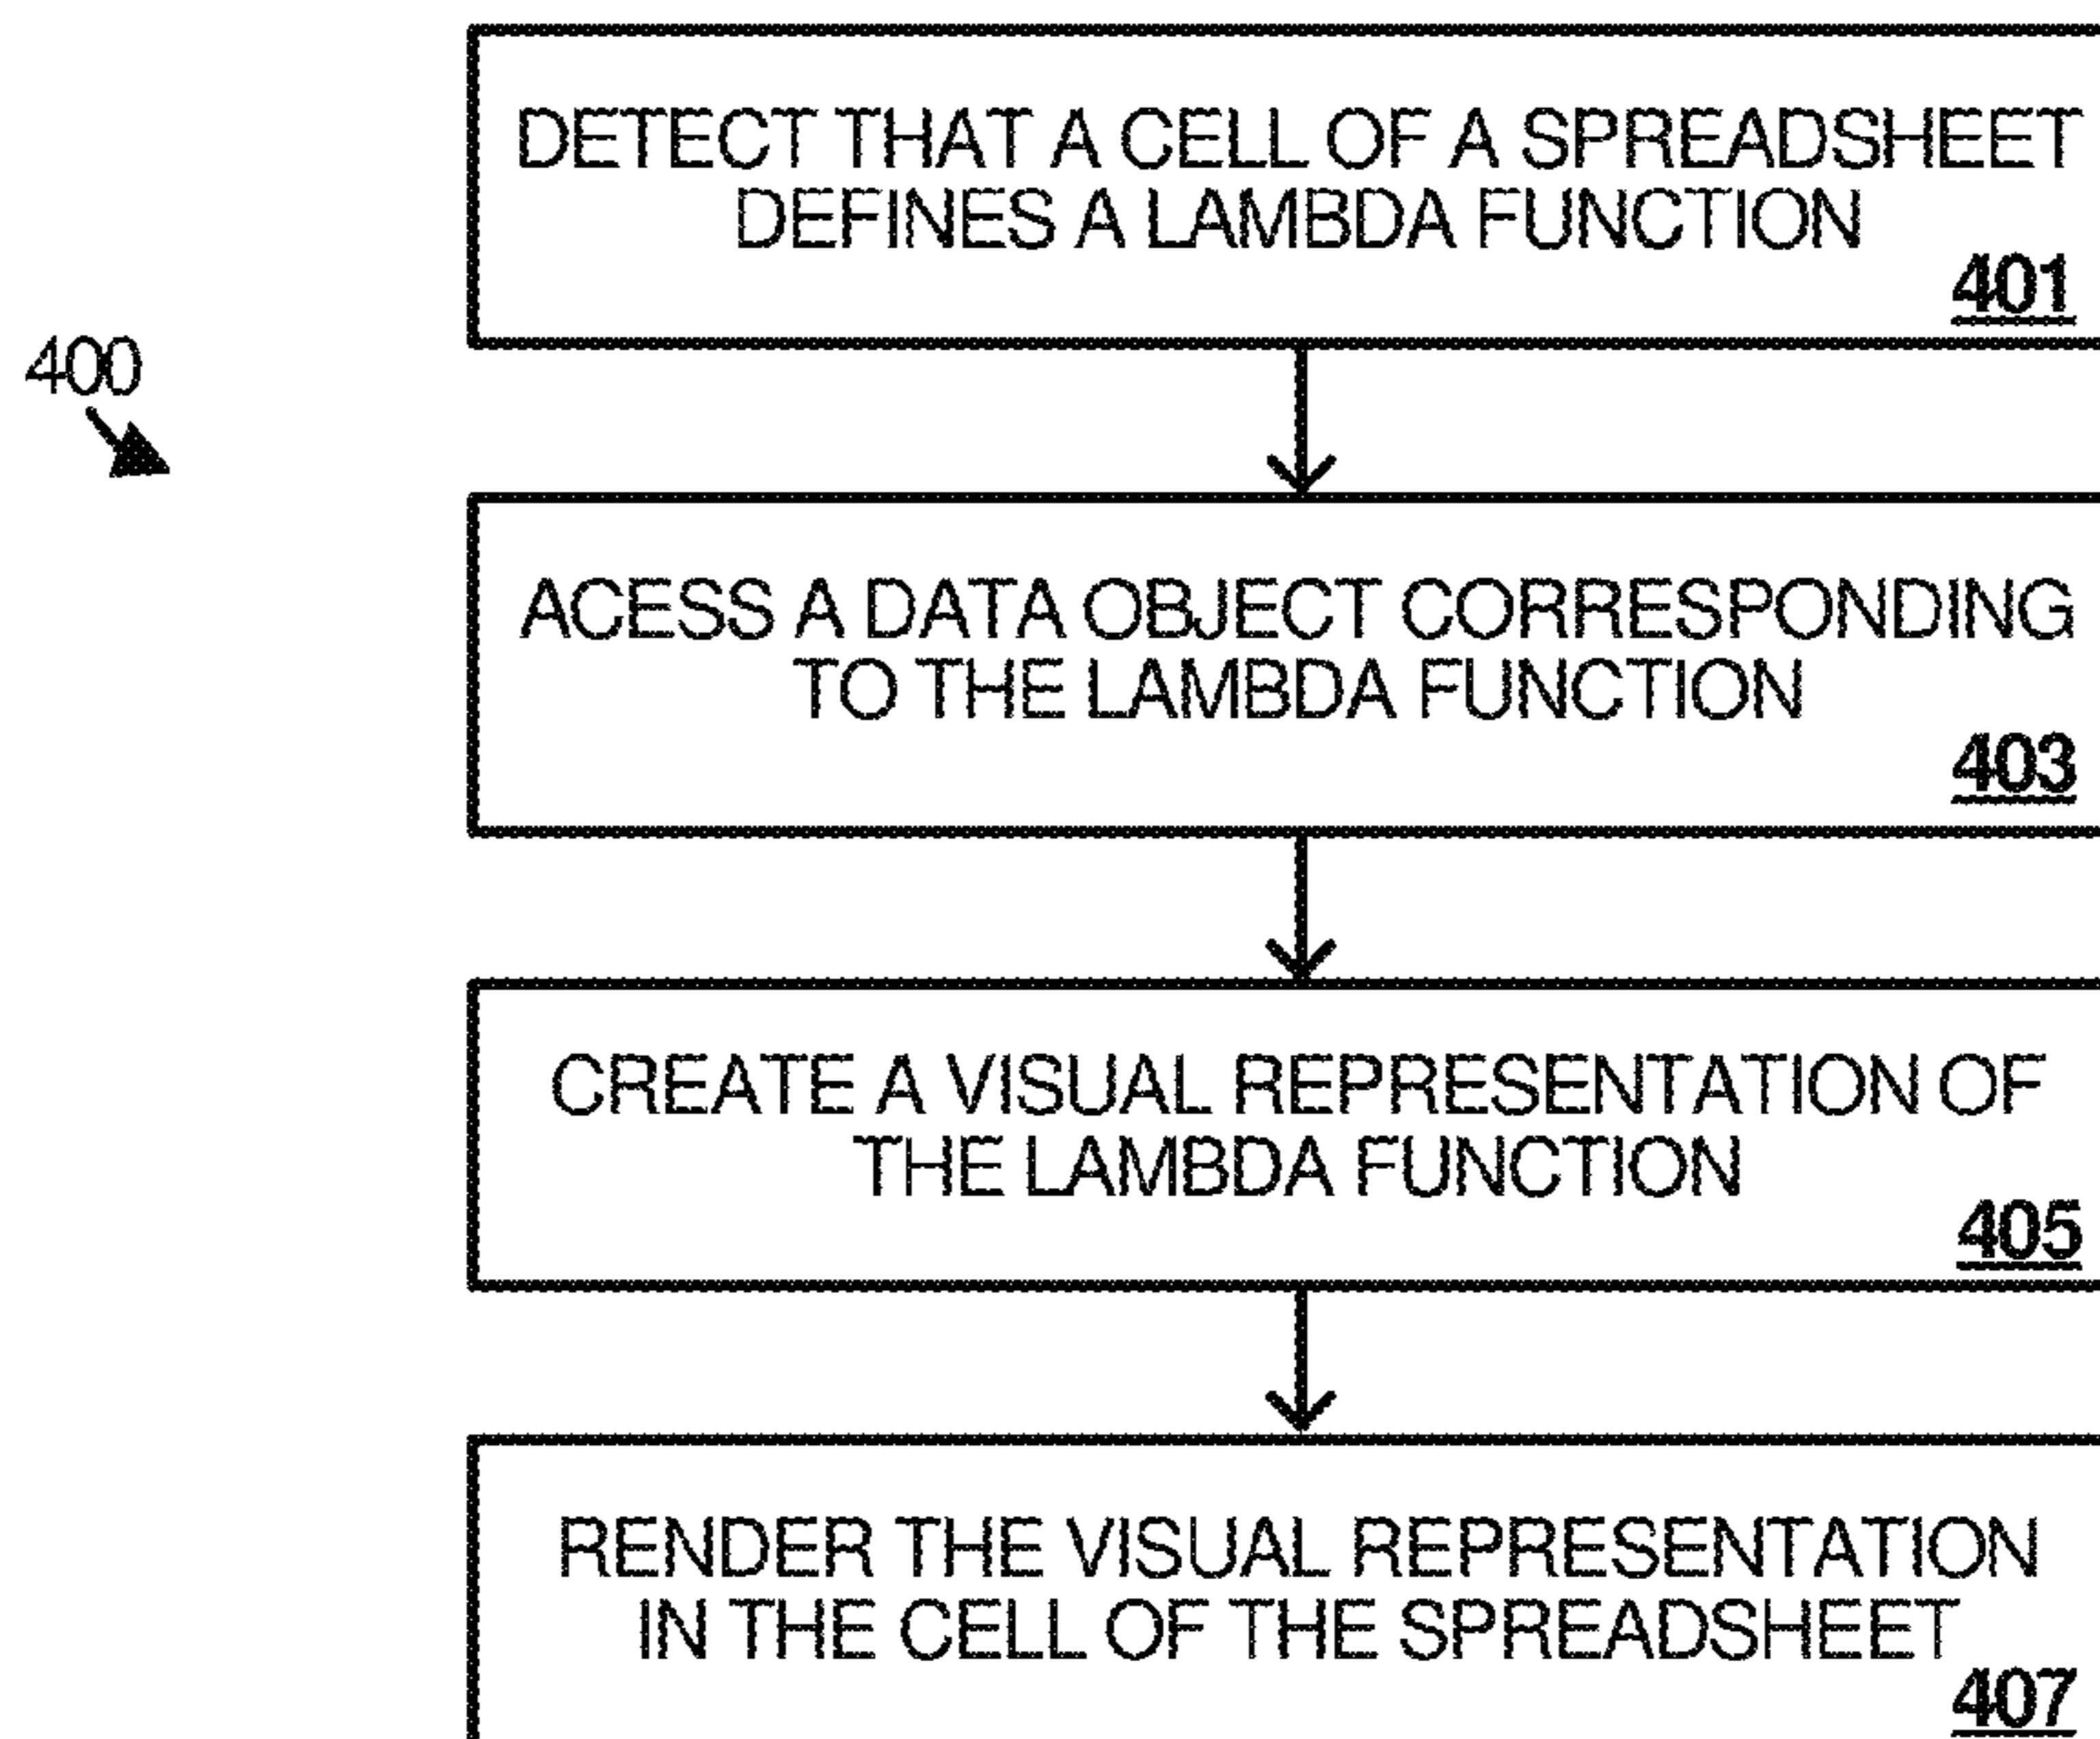 DETECT THAT A CELL OF A SPREADSHEET
DEFINES A LAMBDA FUNCTION
401
400
ACESS A DATA OBJECT CORRESPONDING
TO THE LAMBDA FUNCTION
403
CREATE A VISUAL REPRESENTATION OF
THE LAMBDA FUNCTION
405
RENDER THE VISUAL REPRESENTATION
IN THE CELL OF THE SPREADSHEET
407